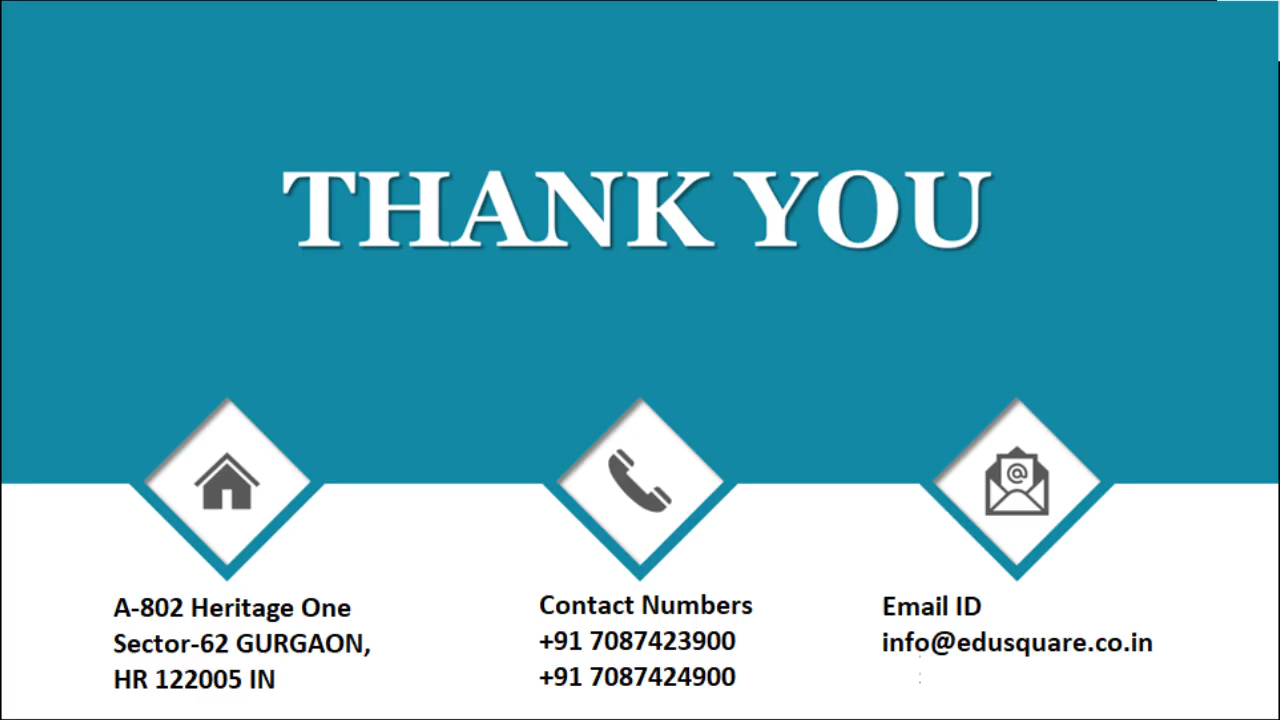 THANK YOU
A-802 Heritage One
Sector-62 GURGAON,
HR 122005 IN
Contact Numbers
+91 7087423900
+91 7087424900
Email ID
info@edusquare.co.in